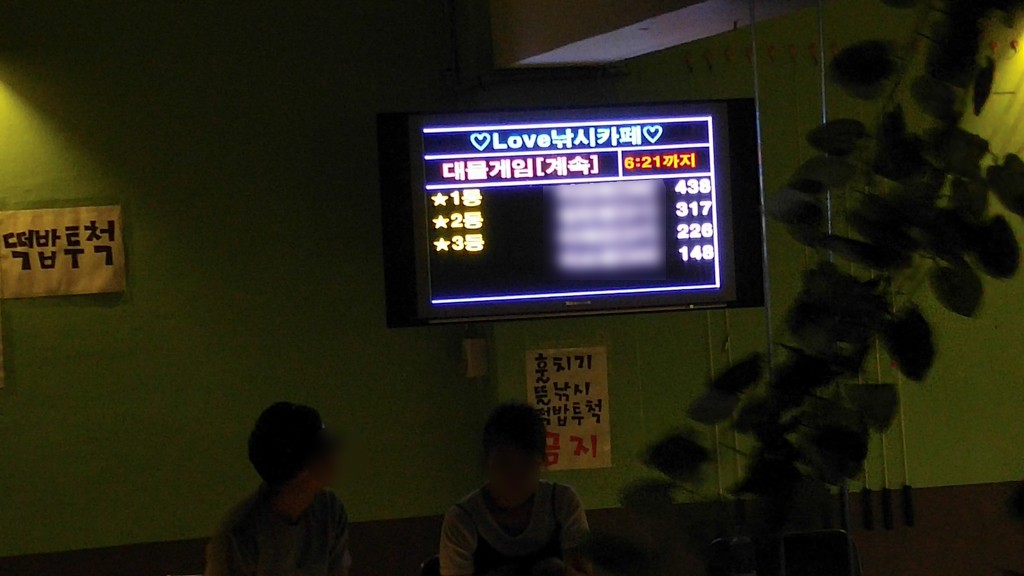 ♡Love낚시카페♡
대물게임[계속] 6:21까지
★1등 438
★2등 317
★3등 226
148
떡밥투척
훌치기
뜰낚시
떡밥투척
금지